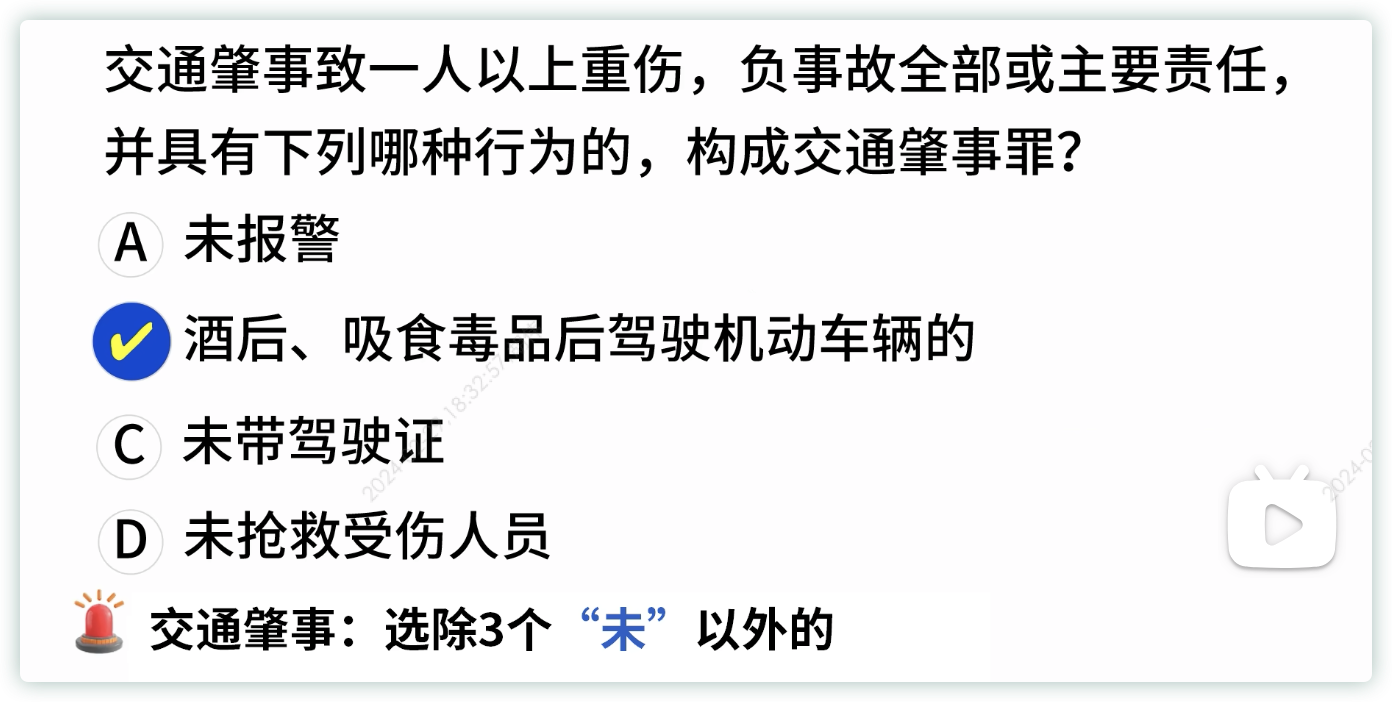 交通肇事致一人以上重伤，负事故全部或主要责任，
并具有下列哪种行为的，构成交通肇事罪？
A 未报警
酒后、吸食毒品后驾驶机动车辆的
C 未带驾驶证
D 未抢救受伤人员
交通肇事：选除3个“未”以外的